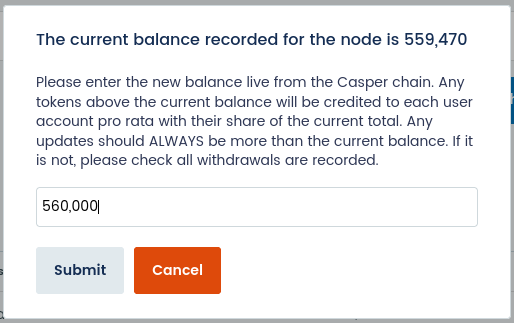 The current balance recorded for the node is 559,470
Please enter the new balance live from the Casper chain. Any
tokens above the current balance will be credited to each user
account pro rata with their share of the current total. Any
updates should ALWAYS be more than the current balance. If it
is not, please check all withdrawals are recorded.
560,000
Submit
Cancel